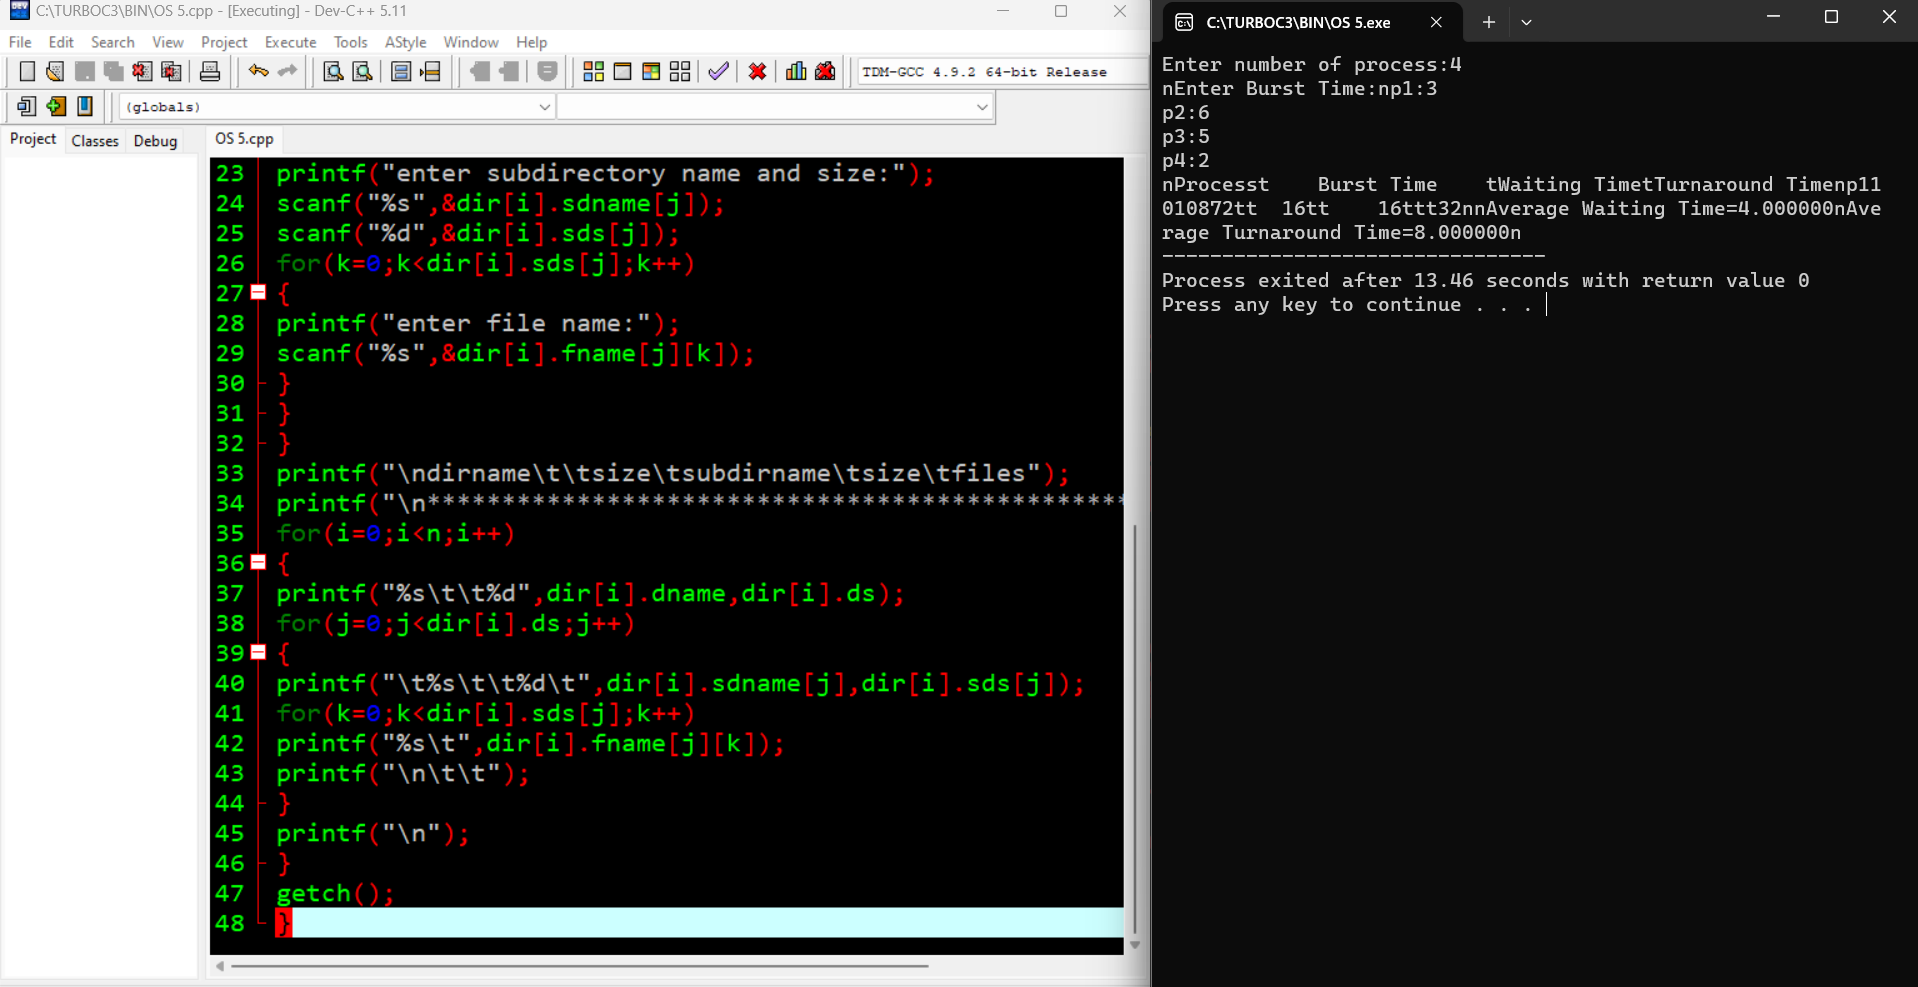 C:\TURBOC3\BIN\OS 5.cpp - [Executing] - Dev-C++ 5.11
File Edit Search View Project Execute Tools AStyle Window Help
TDM-GCC 4.9.2 64-bit Release
(globals)
Project Classes Debug
OS 5.cpp
23 printf("enter subdirectory name and size:");
24 scanf("%s",&dir[i].sdname[j]);
25 scanf("%d",&dir[i].sds[j]);
26 for(k=0;k<dir[i].sds[j];k++)
27 {
28 printf("enter file name:");
29 scanf("%s",&dir[i].fname[j][k]);
30 }
31 }
32 }
33 printf("\ndirname\t\tsize\tsubdirname\tsize\tfiles");
34 printf("\n***********************************************
35 for(i=0;i<n;i++)
36 {
37 printf("%s\t\t%d",dir[i].dname,dir[i].ds);
38 for(j=0;j<dir[i].ds;j++)
39 {
40 printf("\t%s\t\t%d\t",dir[i].sdname[j],dir[i].sds[j]);
41 for(k=0;k<dir[i].sds[j];k++)
42 printf("%s\t",dir[i].fname[j][k]);
43 printf("\n\t\t");
44 }
45 printf("\n");
46 }
47 getch();
48 }
C:\TURBOC3\BIN\OS 5.exe
Enter number of process:4
nEnter Burst Time:np1:3
p2:6
p3:5
p4:2
nProcesst    Burst Time    tWaiting TimetTurnaround Timenp11
010872tt  16tt    16ttt32nnAverage Waiting Time=4.000000nAve
rage Turnaround Time=8.000000n
--------------------------------
Process exited after 13.46 seconds with return value 0
Press any key to continue . . .